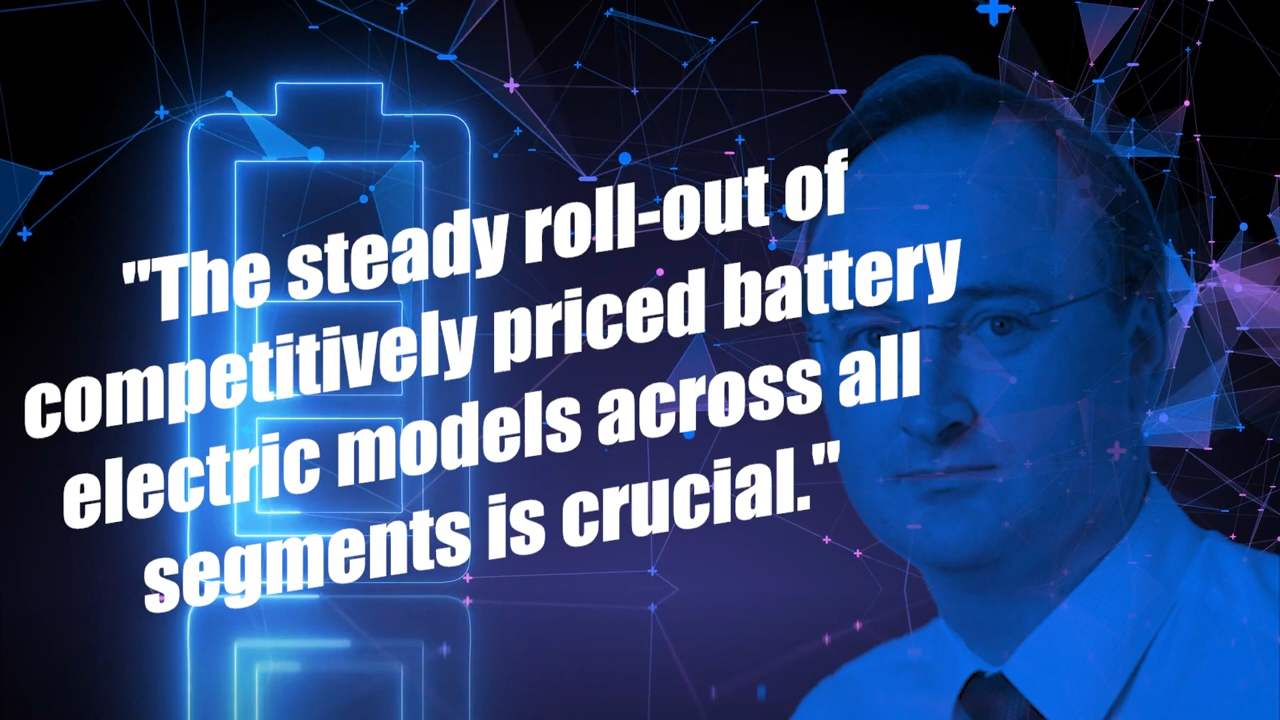 "The steady roll-out of
competitively priced battery
electric models across all
segments is crucial."